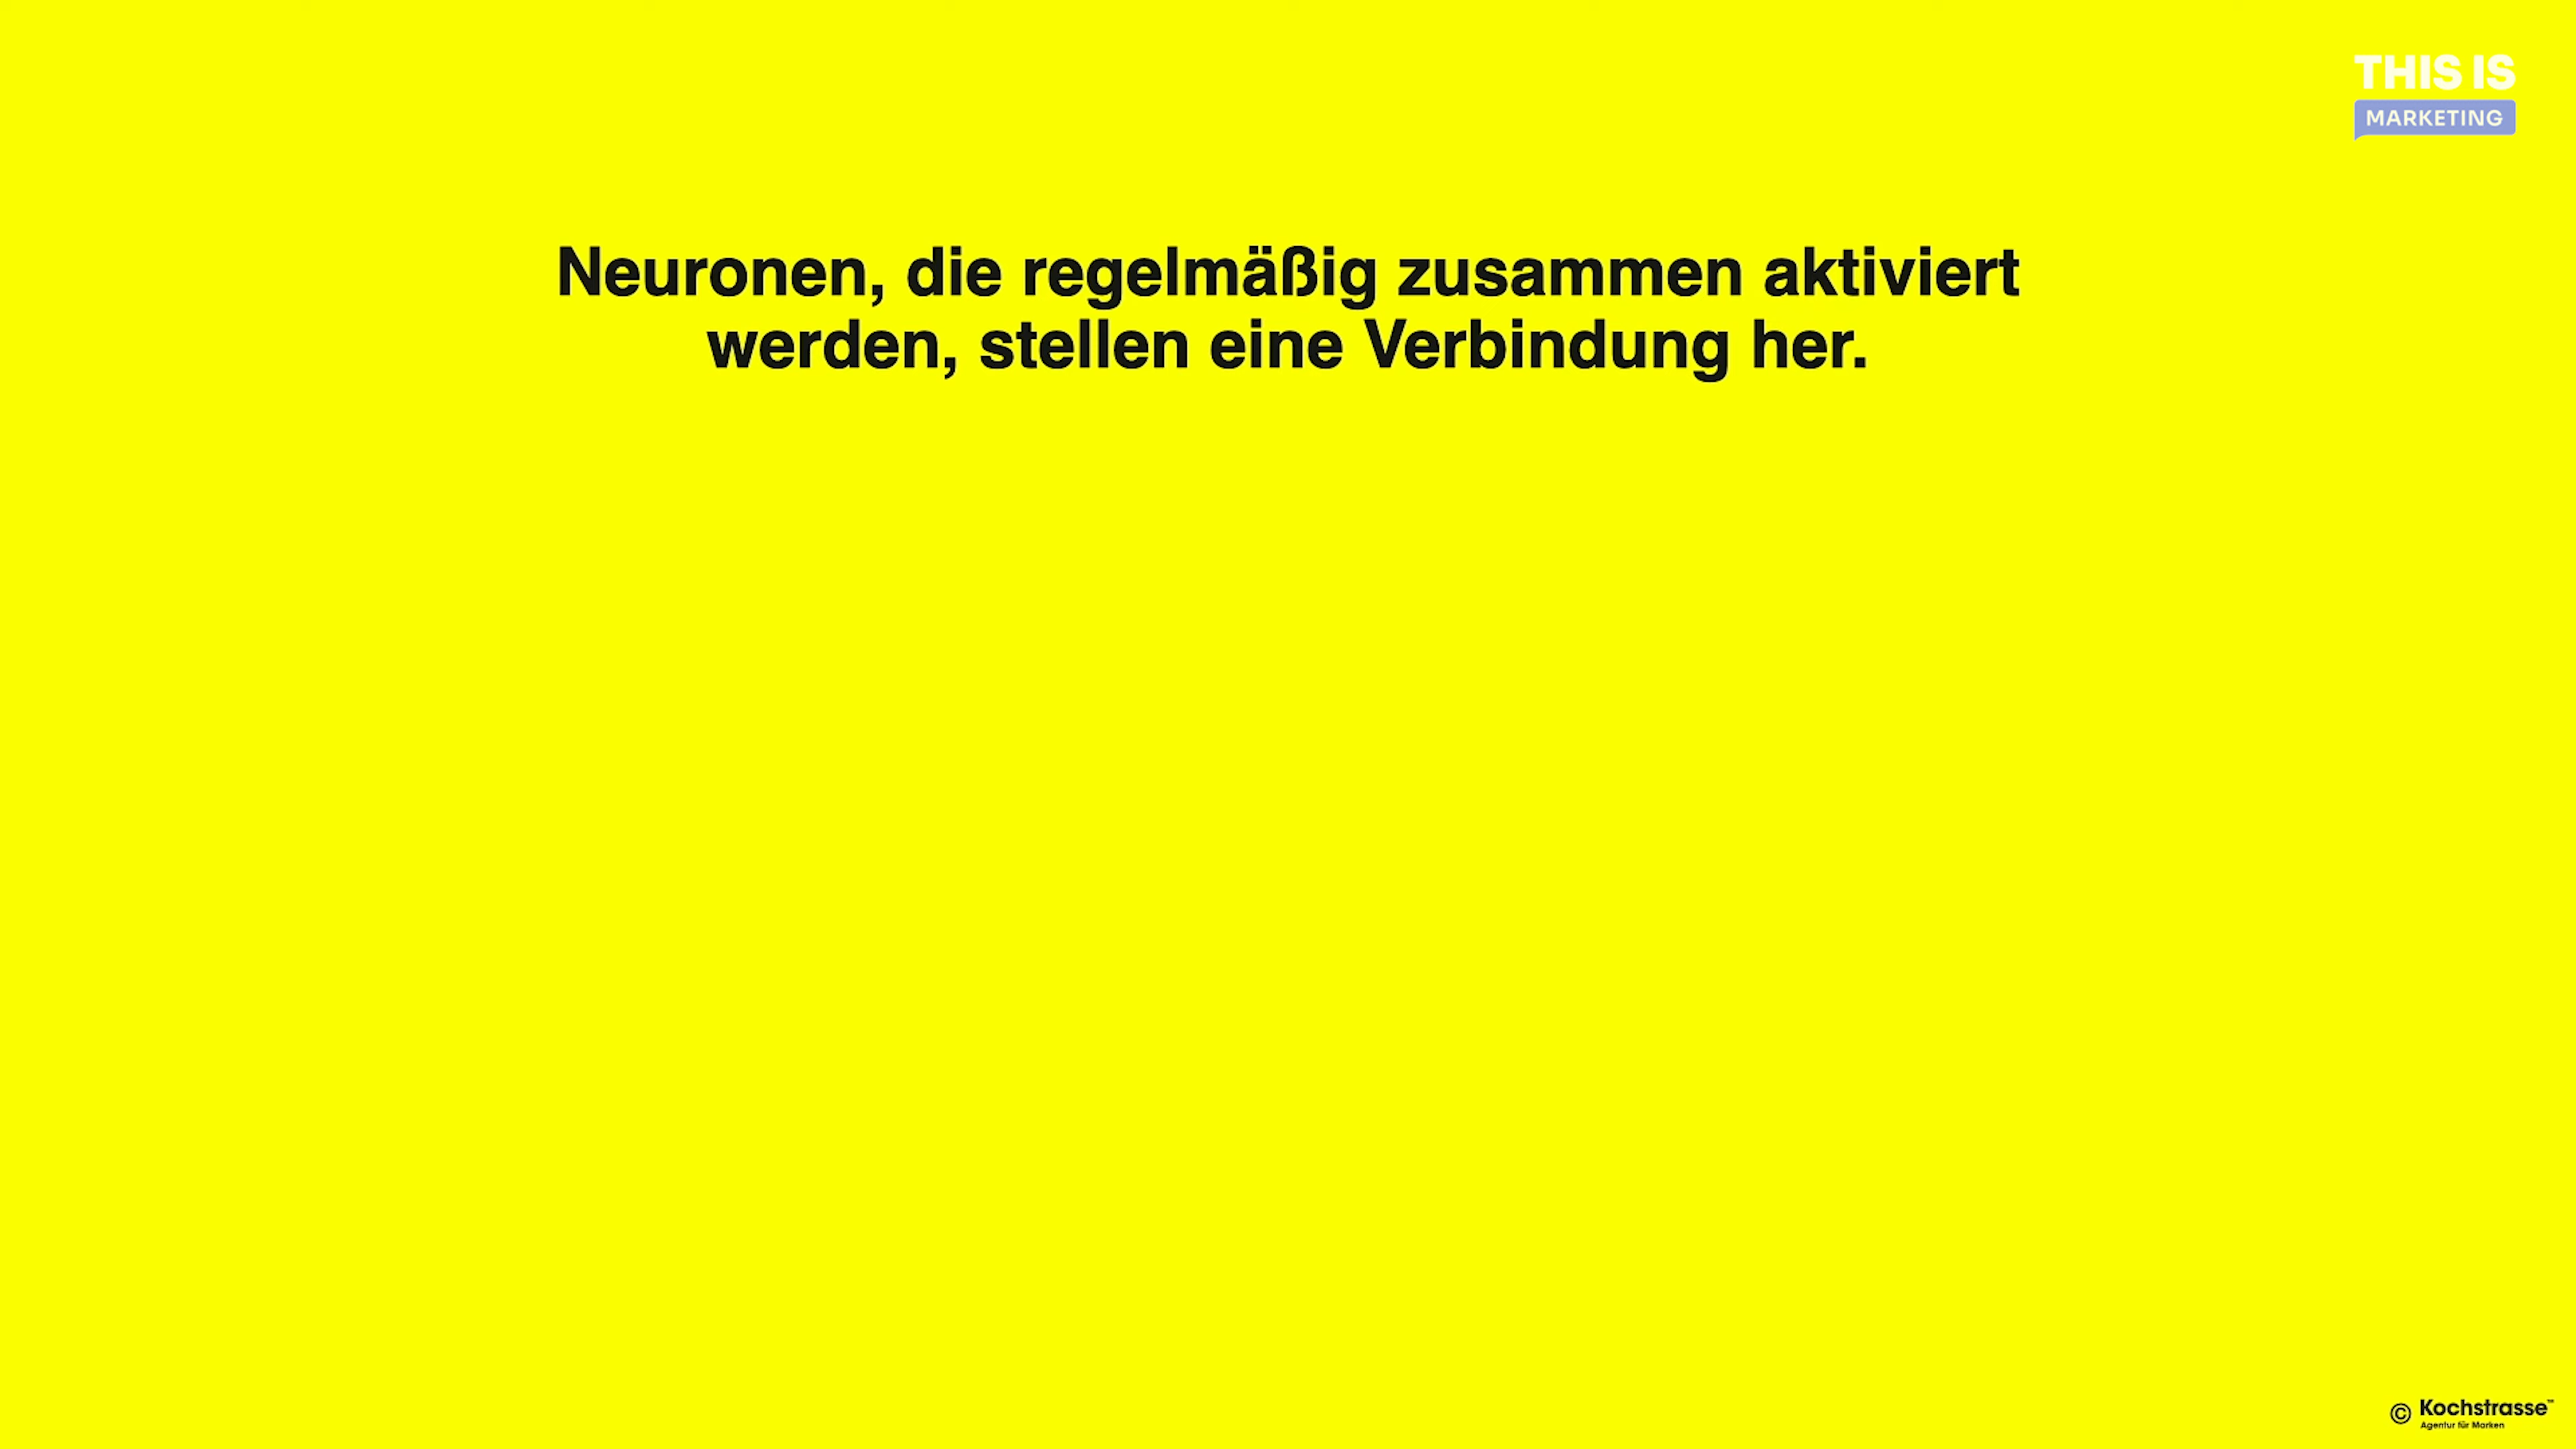 THIS IS
MARKETING
Neuronen, die regelmäßig zusammen aktiviert
werden, stellen eine Verbindung her.
© Kochstrasse™
Agentur für Marken